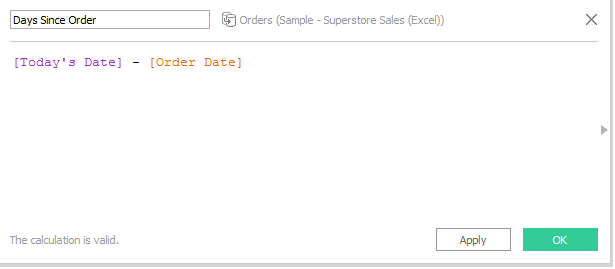 Days Since Order
Orders (Sample - Superstore Sales (Excel))
[Today's Date] - [Order Date]
The calculation is valid.
Apply
OK